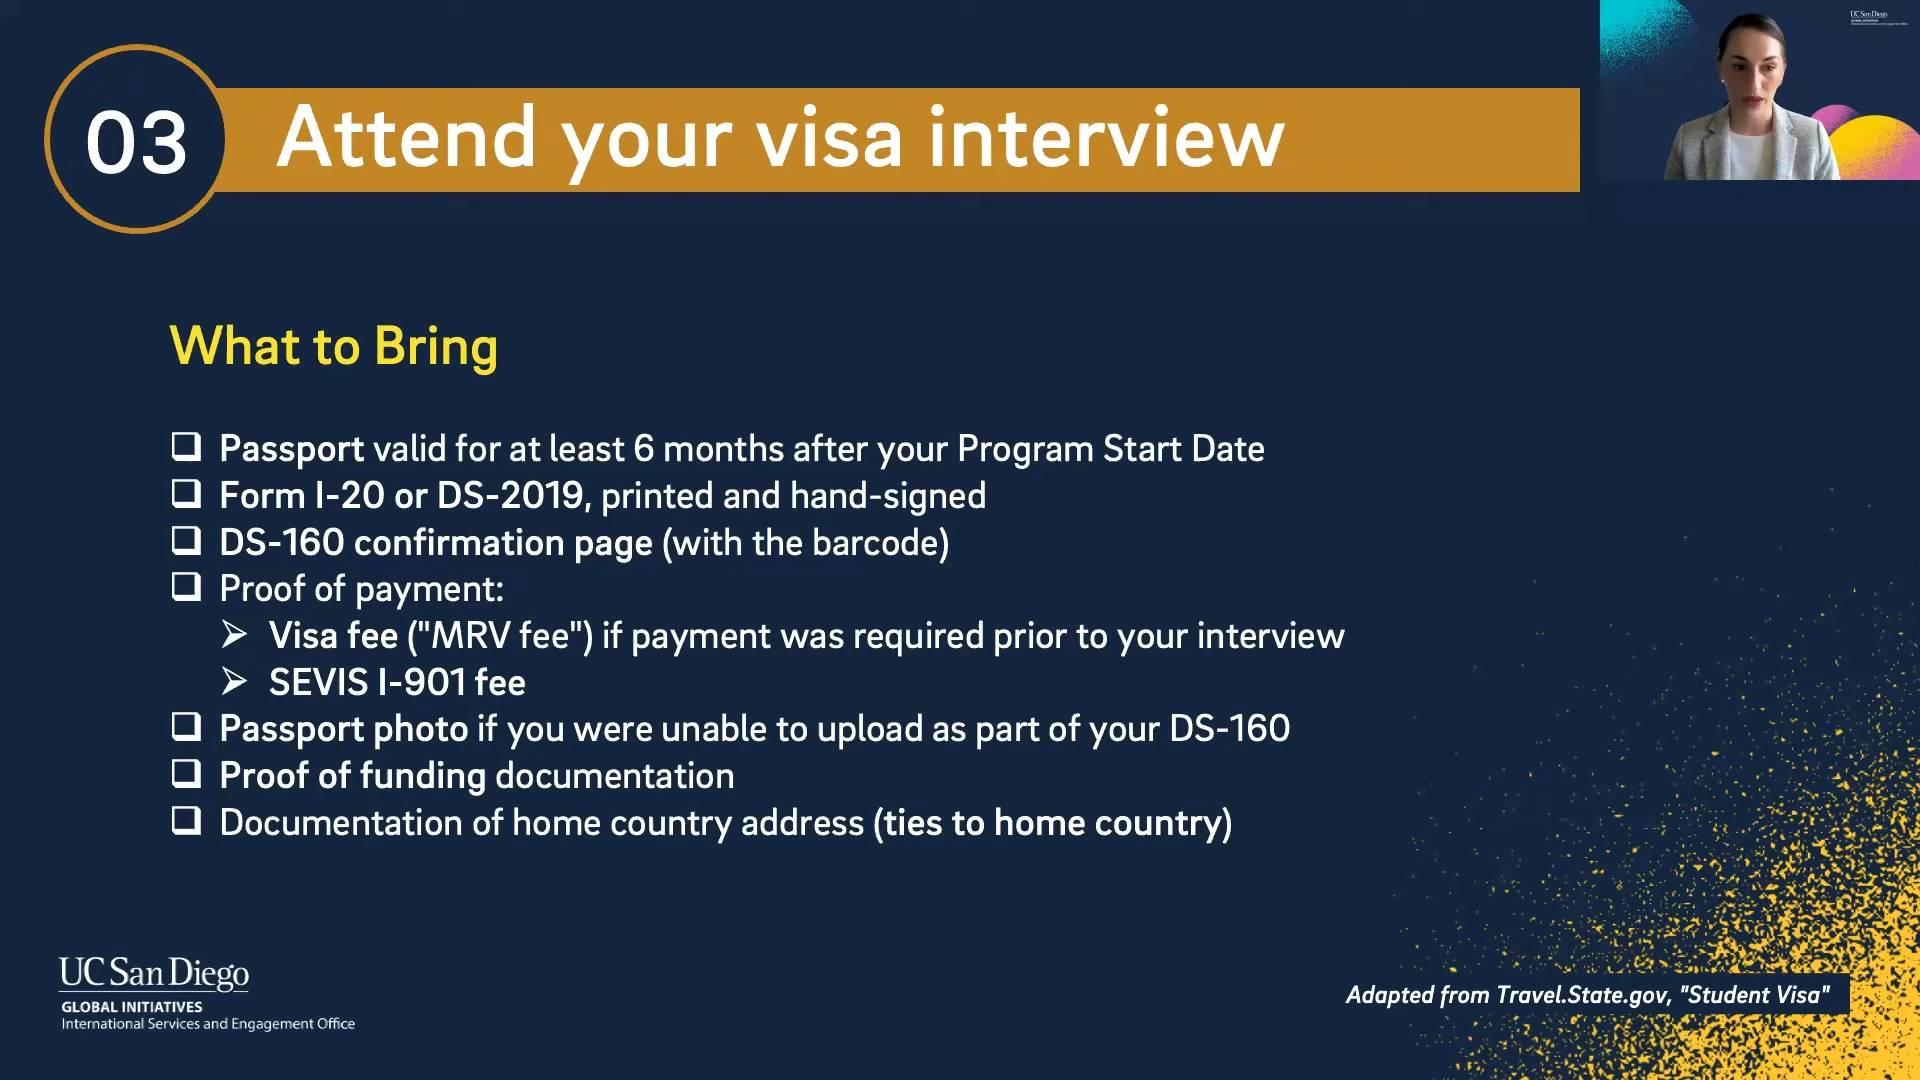 03
Attend your visa interview
UC San Diego
What to Bring
Passport valid for at least 6 months after your Program Start Date
Form I-20 or DS-2019, printed and hand-signed
DS-160 confirmation page (with the barcode)
Proof of payment:
Visa fee ("MRV fee") if payment was required prior to your interview
SEVIS I-901 fee
Passport photo if you were unable to upload as part of your DS-160
Proof of funding documentation
Documentation of home country address (ties to home country)
UC San Diego
GLOBAL INITIATIVES
International Services and Engagement Office
Adapted from Travel.State.gov, "Student Visa"